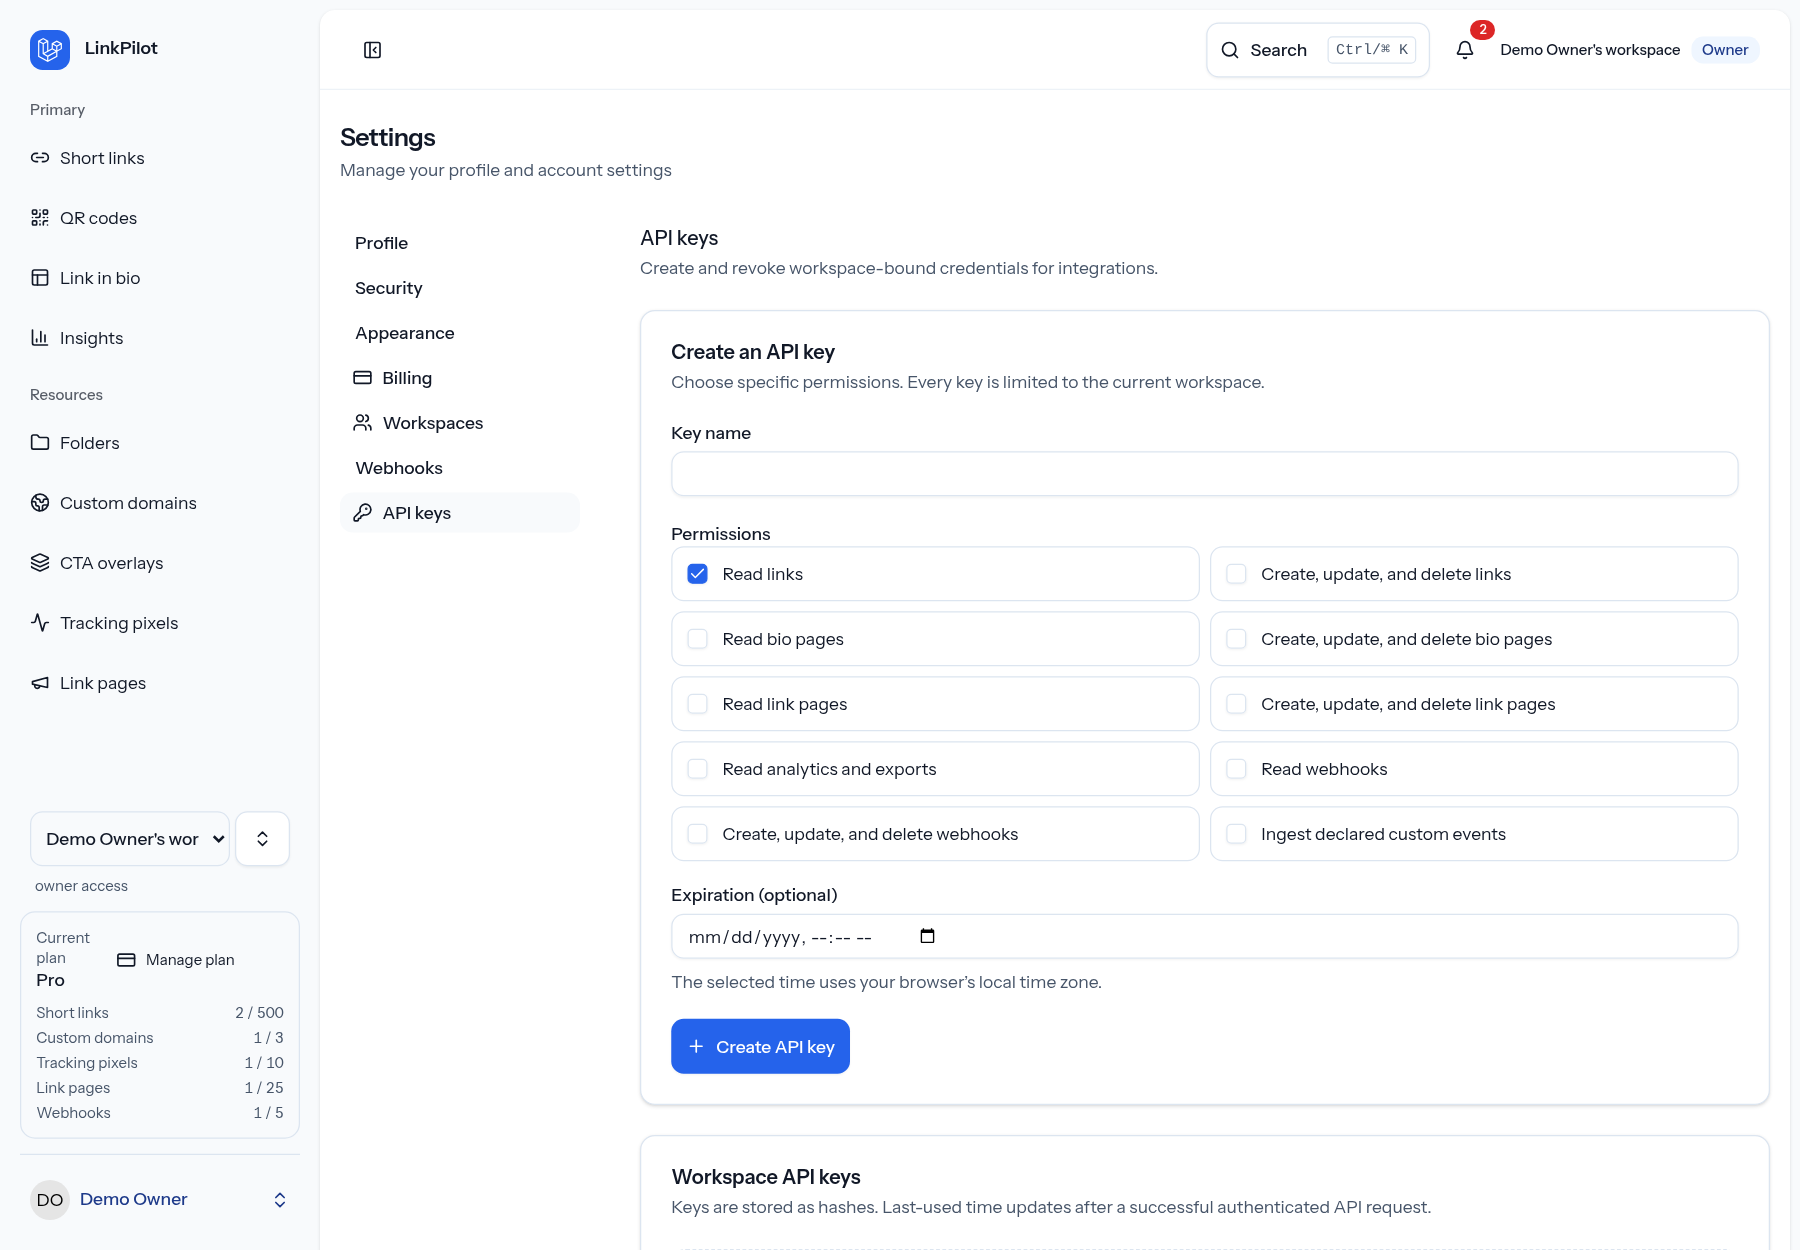 LinkPilot
Primary
Short links
QR codes
Link in bio
Insights
Resources
Folders
Custom domains
CTA overlays
Tracking pixels
Link pages
Demo Owner's wor
owner access
Current plan
Pro
Manage plan
Short links 2 / 500
Custom domains 1 / 3
Tracking pixels 1 / 10
Link pages 1 / 25
Webhooks 1 / 5
DO Demo Owner
Search Ctrl/⌘ K
2
Demo Owner's workspace Owner
Settings
Manage your profile and account settings
Profile
Security
Appearance
Billing
Workspaces
Webhooks
API keys
API keys
Create and revoke workspace-bound credentials for integrations.
Create an API key
Choose specific permissions. Every key is limited to the current workspace.
Key name
Permissions
Read links
Create, update, and delete links
Read bio pages
Create, update, and delete bio pages
Read link pages
Create, update, and delete link pages
Read analytics and exports
Read webhooks
Create, update, and delete webhooks
Ingest declared custom events
Expiration (optional)
mm/dd/yyyy, --:-- --
The selected time uses your browser's local time zone.
Create API key
Workspace API keys
Keys are stored as hashes. Last-used time updates after a successful authenticated API request.